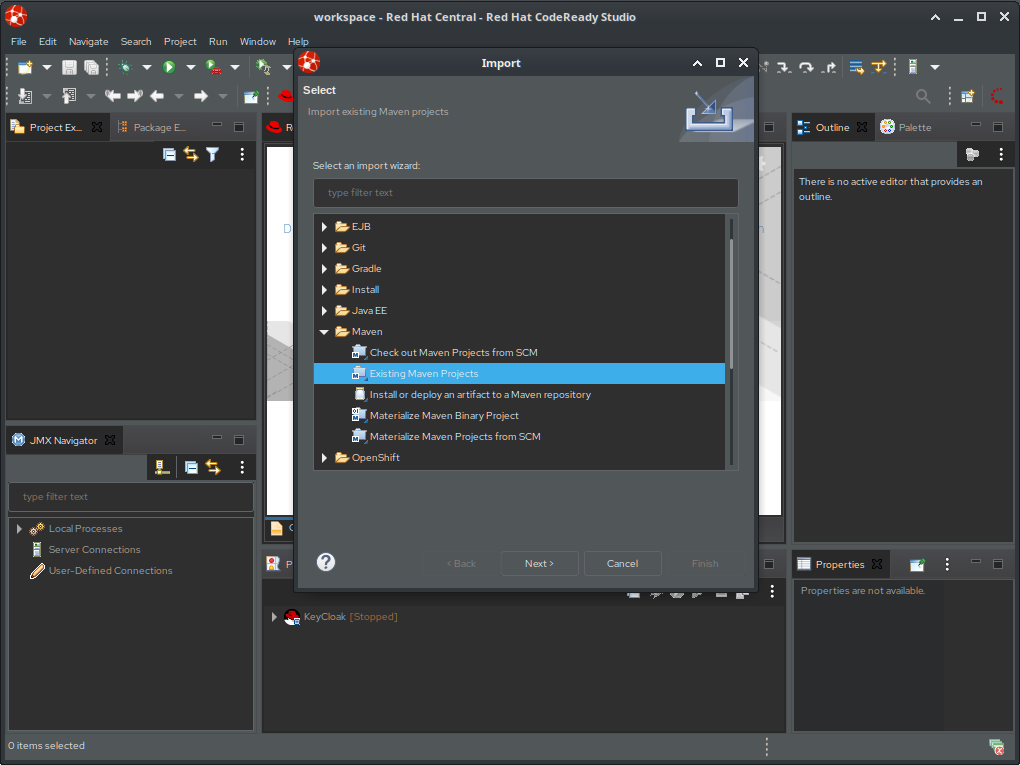 workspace - Red Hat Central - Red Hat CodeReady Studio
File Edit Navigate Search Project Run Window Help
Import
Select
Import existing Maven projects
Select an import wizard:
type filter text
EJB
Git
Gradle
Install
Java EE
Maven
Check out Maven Projects from SCM
Existing Maven Projects
Install or deploy an artifact to a Maven repository
Materialize Maven Binary Project
Materialize Maven Projects from SCM
OpenShift
< Back Next > Cancel Finish
Project Ex... Package E...
JMX Navigator
type filter text
Local Processes
Server Connections
User-Defined Connections
KeyCloak [Stopped]
Outline Palette
There is no active editor that provides an
outline.
Properties
Properties are not available.
0 items selected